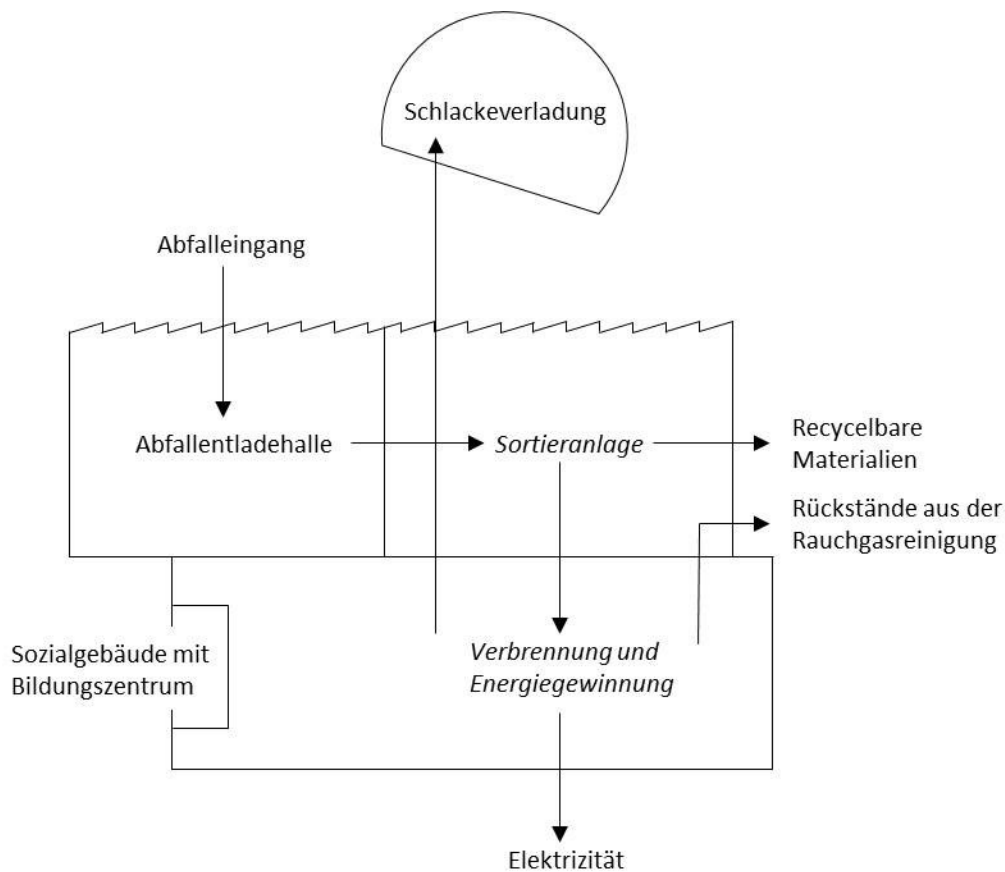 Schlackeverladung
Abfalleingang
Abfallentladehalle
Sortieranlage
Recycelbare
Materialien
Rückstände aus der
Rauchgasreinigung
Sozialgebäude mit
Bildungszentrum
Verbrennung und
Energiegewinnung
Elektrizität